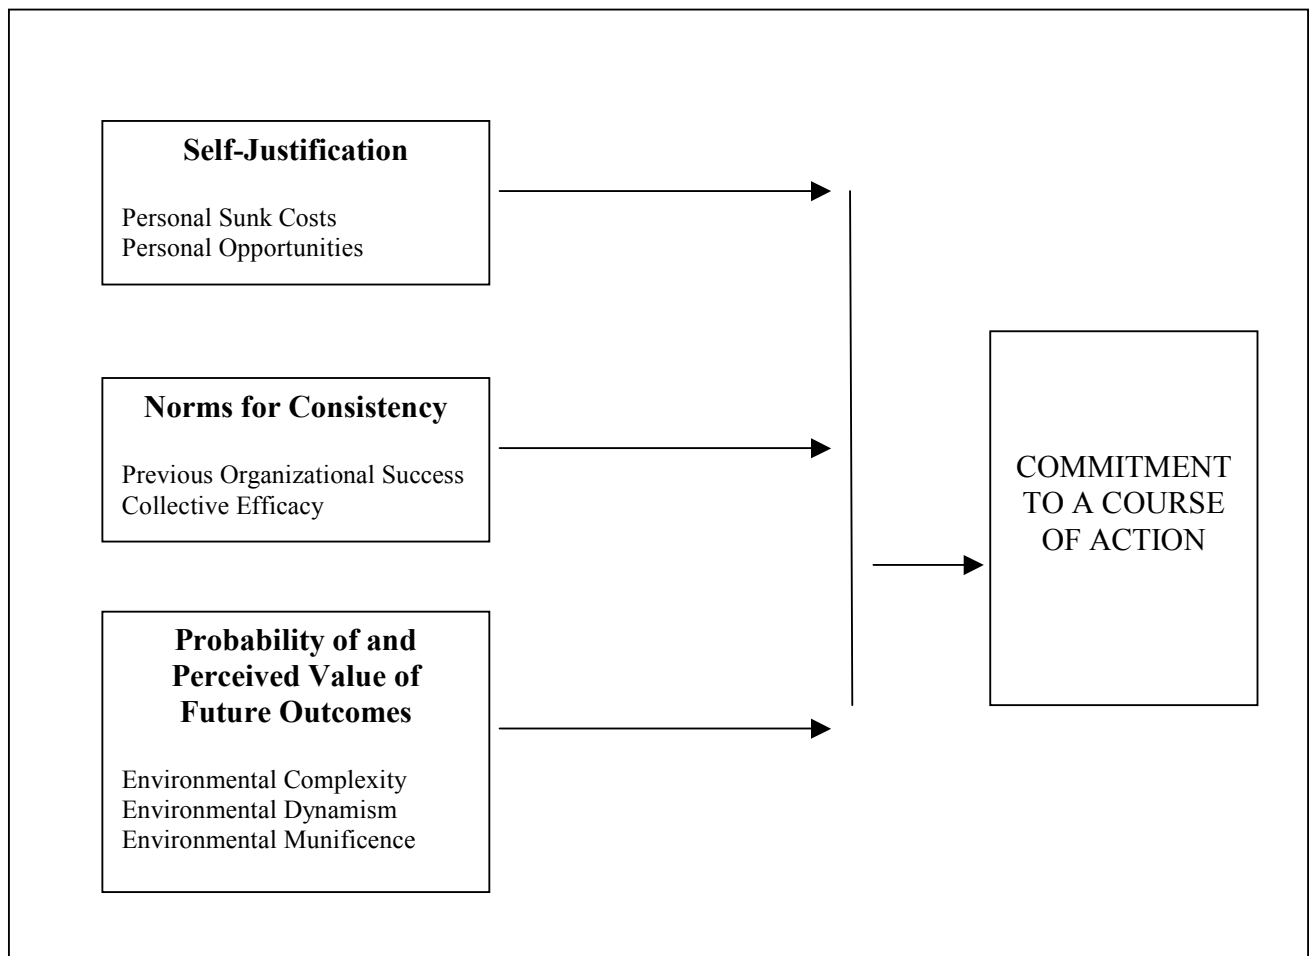 Self-Justification
Personal Sunk Costs
Personal Opportunities
Norms for Consistency
Previous Organizational Success
Collective Efficacy
Probability of and
Perceived Value of
Future Outcomes
Environmental Complexity
Environmental Dynamism
Environmental Munificence
COMMITMENT
TO A COURSE
OF ACTION